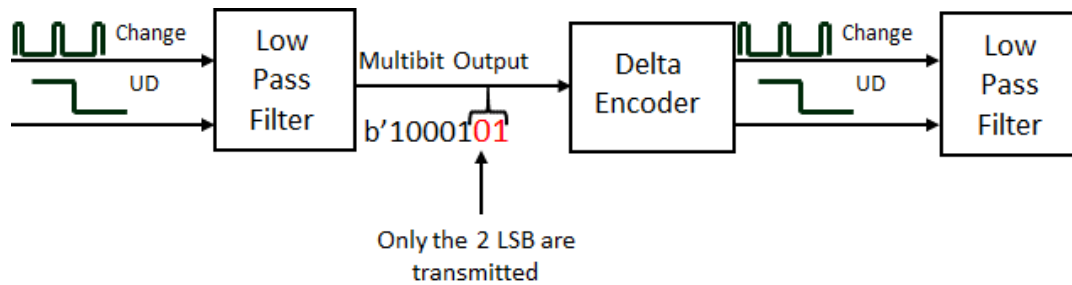 Change
UD
Low
Pass
Filter
Multibit Output
b'1000101
Only the 2 LSB are
transmitted
Delta
Encoder
Change
UD
Low
Pass
Filter